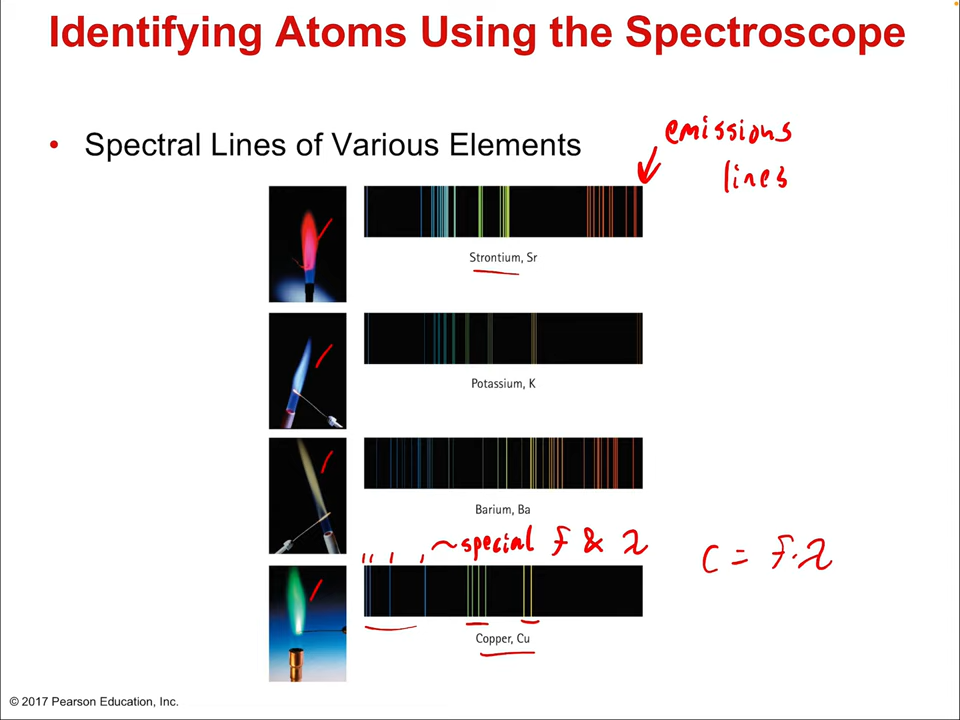 Identifying Atoms Using the Spectroscope
• Spectral Lines of Various Elements
emissions
lines
Strontium, Sr
Potassium, K
Barium, Ba
~special f & λ
C = f·λ
Copper, Cu
© 2017 Pearson Education, Inc.